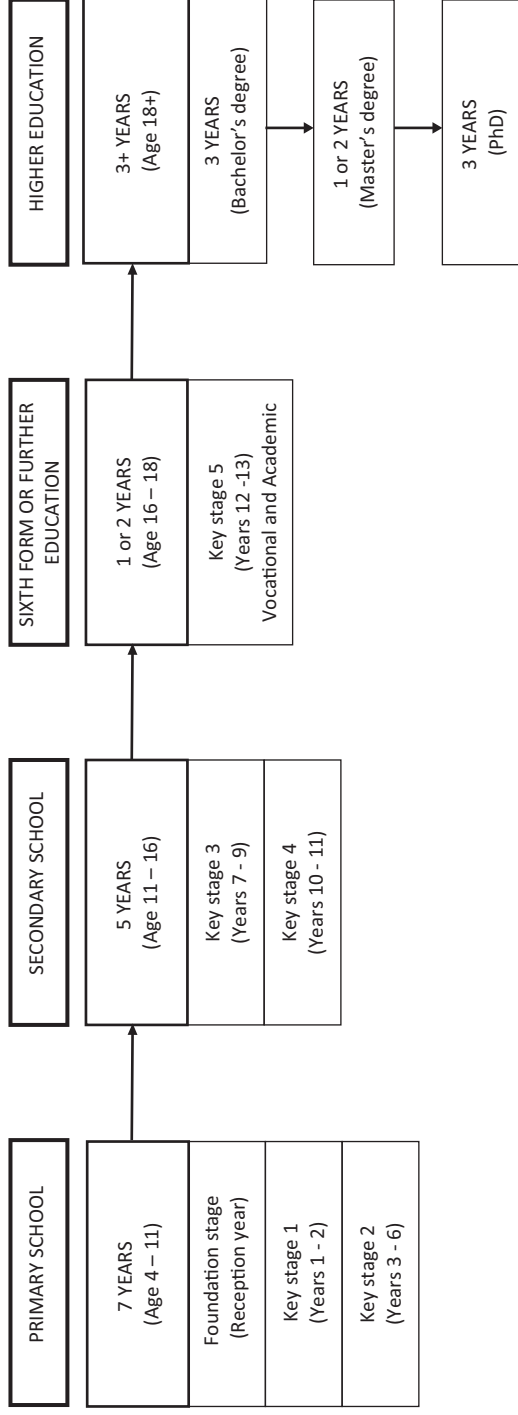 PRIMARY SCHOOL
7 YEARS
(Age 4 – 11)
Foundation stage
(Reception year)
Key stage 1
(Years 1 - 2)
Key stage 2
(Years 3 - 6)
SECONDARY SCHOOL
5 YEARS
(Age 11 – 16)
Key stage 3
(Years 7 - 9)
Key stage 4
(Years 10 - 11)
SIXTH FORM OR FURTHER
EDUCATION
1 or 2 YEARS
(Age 16 – 18)
Key stage 5
(Years 12 -13)
Vocational and Academic
HIGHER EDUCATION
3+ YEARS
(Age 18+)
3 YEARS
(Bachelor’s degree)
1 or 2 YEARS
(Master’s degree)
3 YEARS
(PhD)